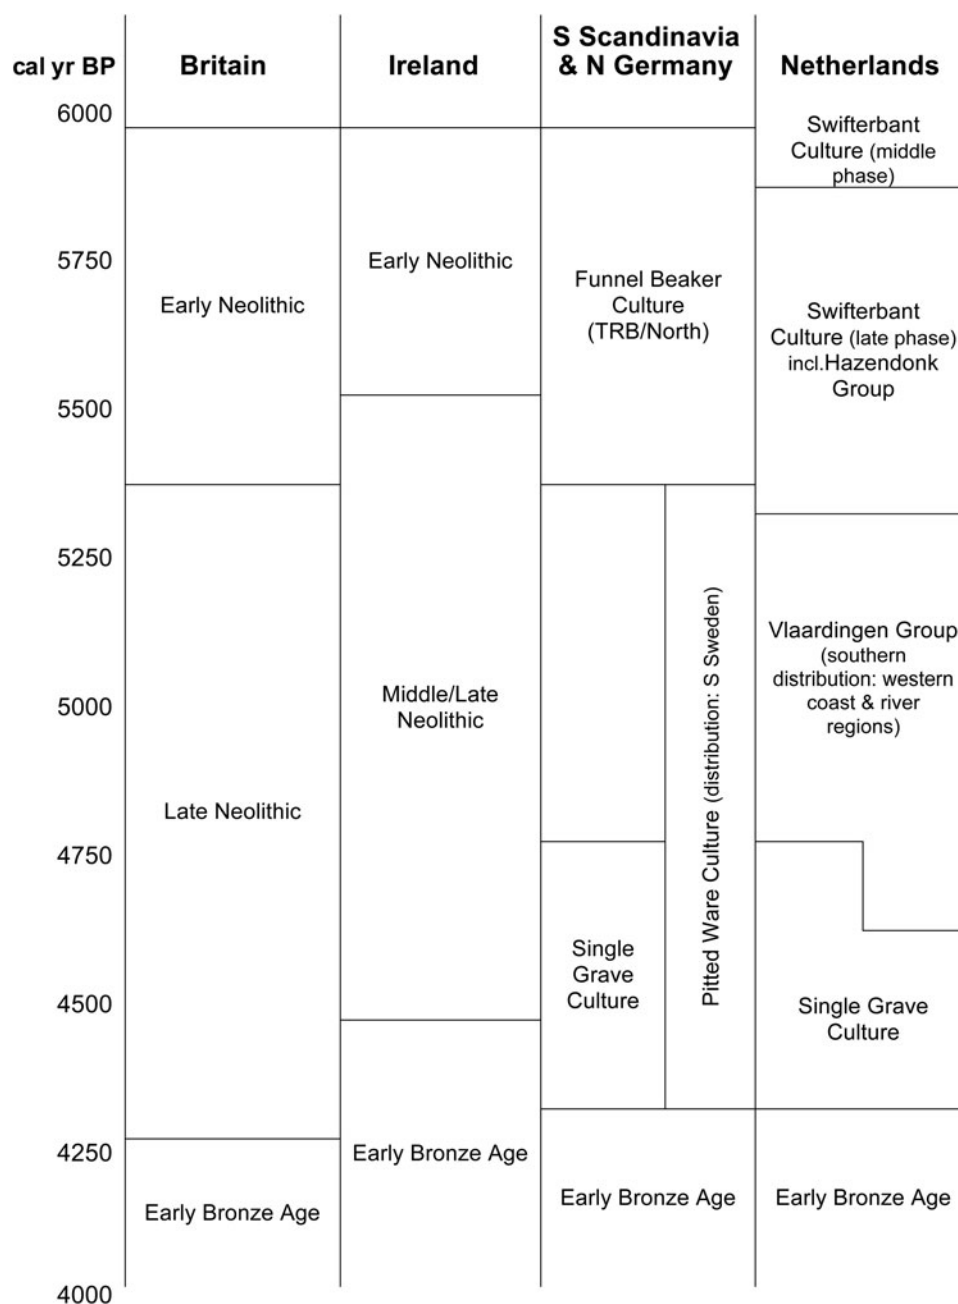 cal yr BP
Britain
Ireland
S Scandinavia
& N Germany
Netherlands
6000
5750
5500
5250
5000
4750
4500
4250
4000
Early Neolithic
Late Neolithic
Early Bronze Age
Early Neolithic
Middle/Late
Neolithic
Early Bronze Age
Funnel Beaker
Culture
(TRB/North)
Single
Grave
Culture
Pitted Ware Culture (distribution: S Sweden)
Early Bronze Age
Swifterbant
Culture (middle
phase)
Swifterbant
Culture (late phase)
incl.Hazendonk
Group
Vlaardingen Group
(southern
distribution: western
coast & river
regions)
Single Grave
Culture
Early Bronze Age